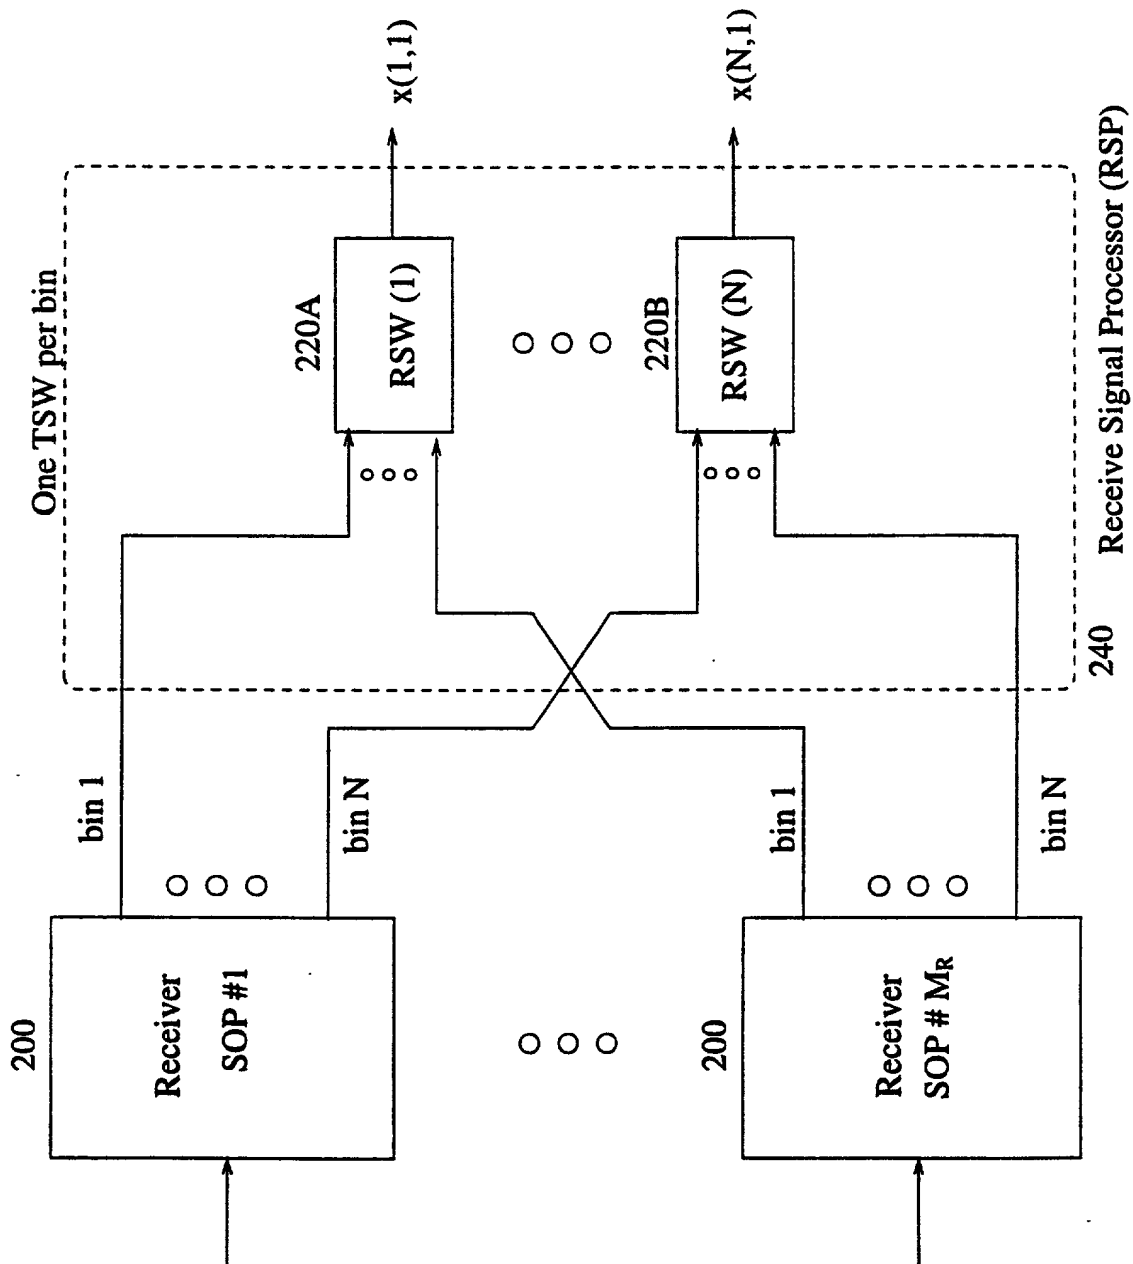 One TSW per bin
200
Receiver
SOP #1
bin 1
bin N
220A
RSW (1)
x(1,1)
200
Receiver
SOP # MR
bin 1
bin N
220B
RSW (N)
x(N,1)
240
Receive Signal Processor (RSP)